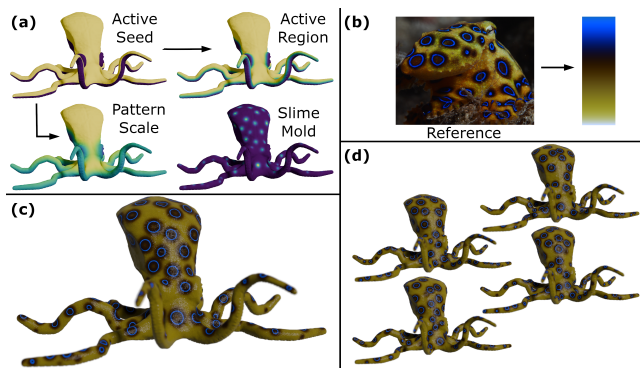 (a)
Active
Seed
Active
Region
Pattern
Scale
Slime
Mold
(b)
Reference
(c)
(d)